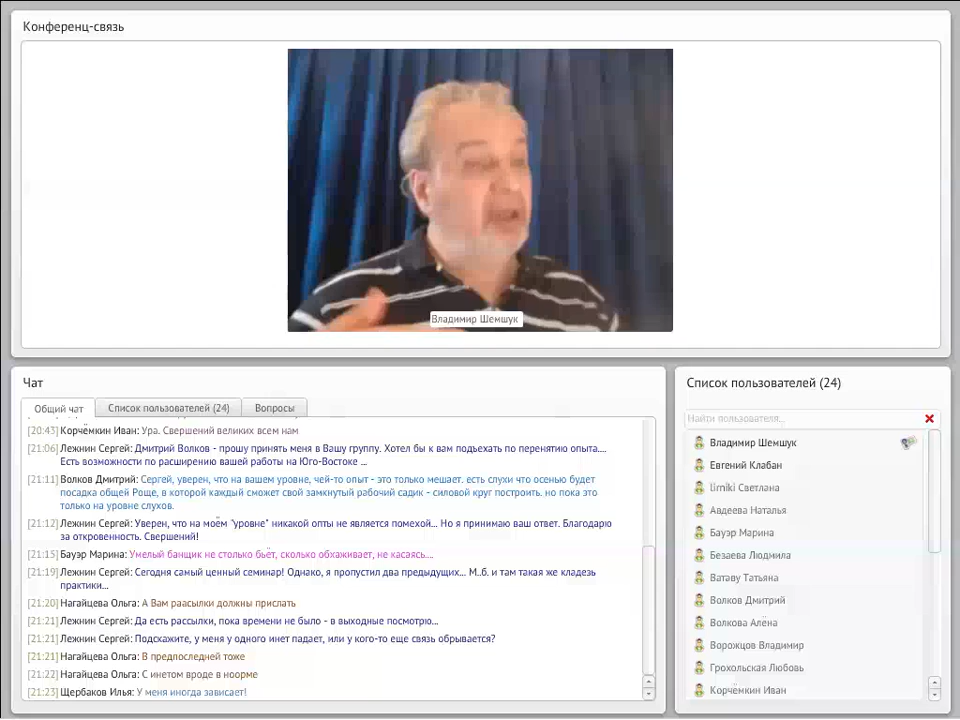 Конференц-связь
Владимир Шемшук
Чат
Общий чат
Список пользователей (24)
Вопросы
[20:43] Корчёмкин Иван: Ура. Свершений великих всем нам
[21:06] Лежнин Сергей: Дмитрий Волков - прошу принять меня в Вашу группу. Хотел бы к вам подъехать по перенятию опыта....
Есть возможности по расширению вашей работы на Юго-Востоке ...
[21:11] Волков Дмитрий: Сергей, уверен, что на вашем уровне, чей-то опыт - это только мешает. есть слухи что осенью будет
посадка общей Роще, в которой каждый сможет свой замкнутый рабочий садик - силовой круг построить. но пока это
только на уровне слухов.
[21:12] Лежнин Сергей: Уверен, что на моём "уровне" никакой опты не является помехой... Но я принимаю ваш ответ. Благодарю
за откровенность. Свершений!
[21:15] Бауэр Марина: Умелый банщик не столько бьёт, сколько обхаживает, не касаясь....
[21:19] Лежнин Сергей: Сегодня самый ценный семинар! Однако, я пропустил два предыдущих... М..б. и там такая же кладезь
практики...
[21:20] Нагайцева Ольга: А Вам раасылки должны прислать
[21:21] Лежнин Сергей: Да есть рассылки, пока времени не было - в выходные посмотрю...
[21:21] Лежнин Сергей: Подскажите, у меня у одного инет падает, или у кого-то еще связь обрывается?
[21:21] Нагайцева Ольга: В предпоследней тоже
[21:22] Нагайцева Ольга: С инетом вроде в ноорме
[21:23] Щербаков Илья: У меня иногда зависает!
Список пользователей (24)
Найти пользователя...
Владимир Шемшук
Евгений Клабан
lirniki Светлана
Авдеева Наталья
Бауэр Марина
Безаева Людмила
Ватаву Татьяна
Волков Дмитрий
Волкова Алёна
Ворожцов Владимир
Грохольская Любовь
Корчёмкин Иван